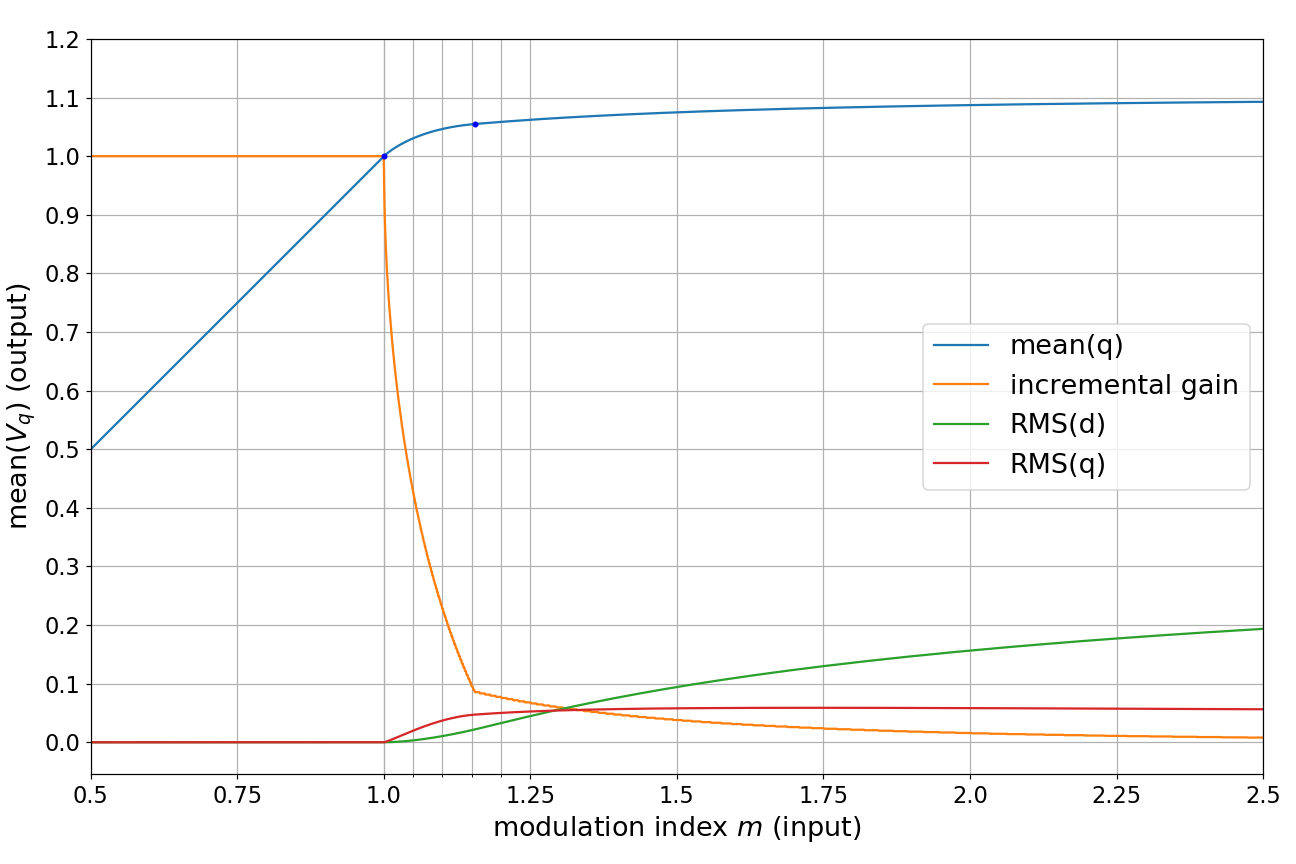 1.2
1.1
1.0
0.9
0.8
0.7
0.6
0.5
0.4
0.3
0.2
0.1
0.0
mean(V_q) (output)
mean(q)
incremental gain
RMS(d)
RMS(q)
0.5 0.75 1.0 1.25 1.5 1.75 2.0 2.25 2.5
modulation index m (input)